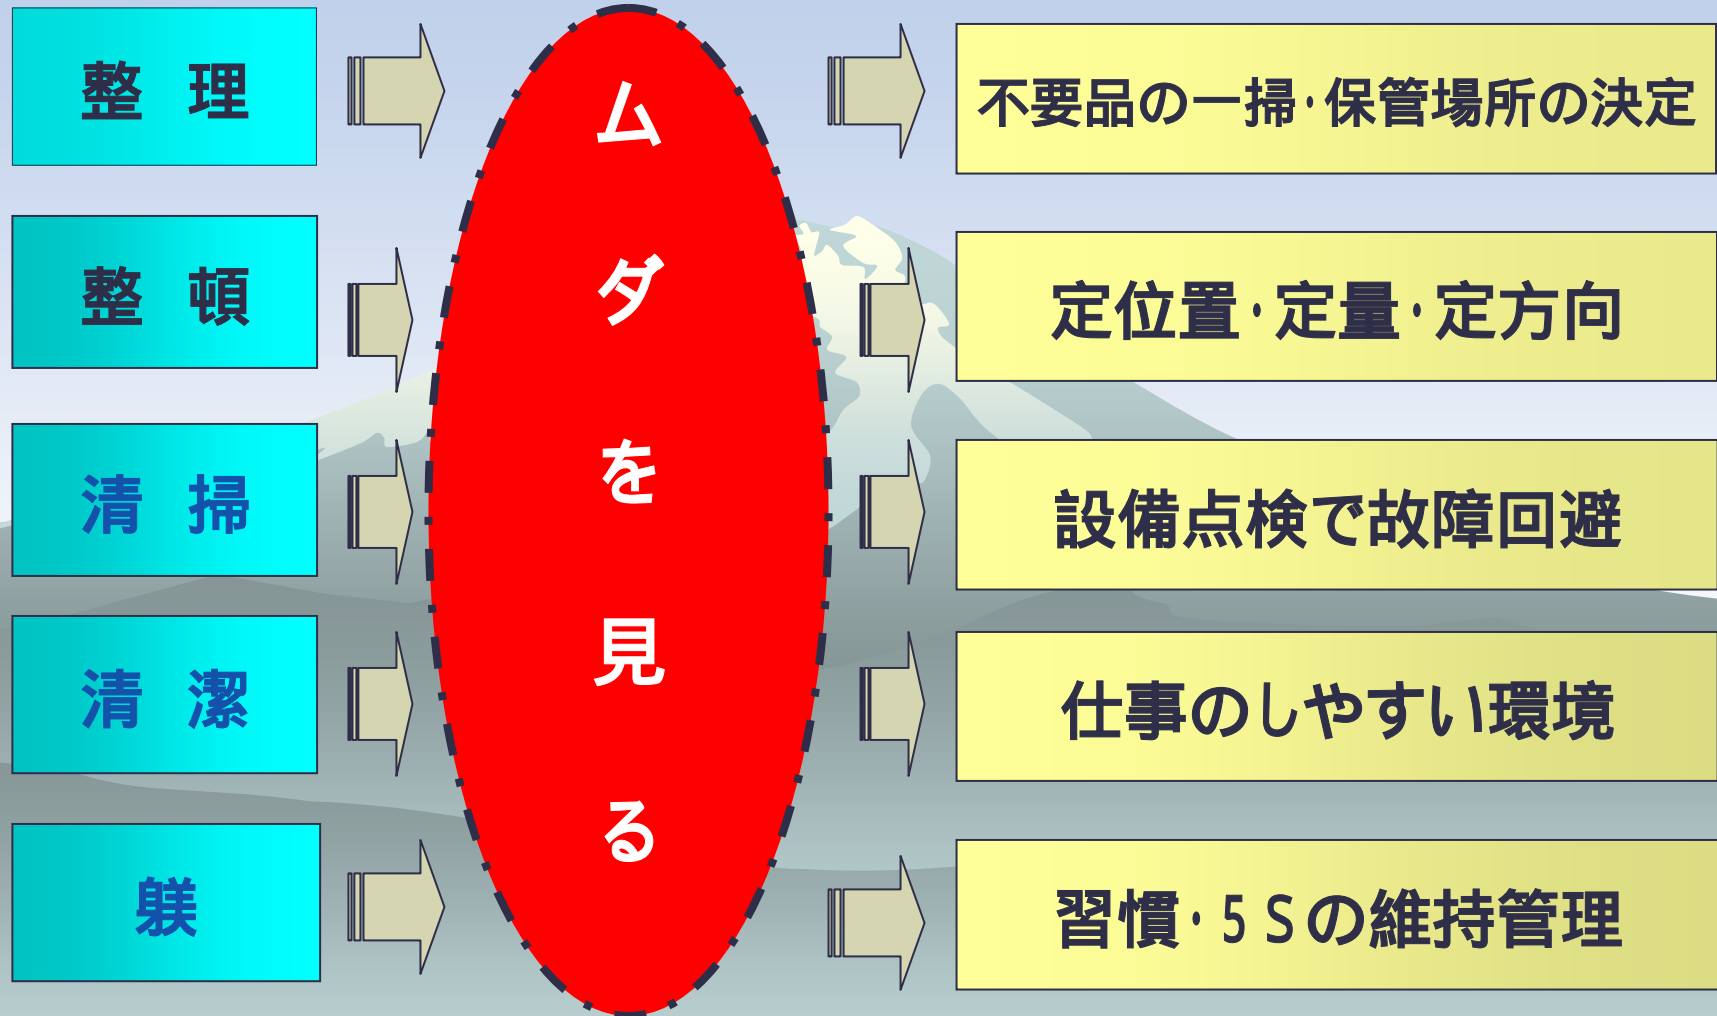 整 理
ムダを見る
不要品の一掃･保管場所の決定
整 頓
定位置･定量･定方向
清 掃
設備点検で故障回避
清 潔
仕事のしやすい環境
躾
習慣･５Ｓの維持管理